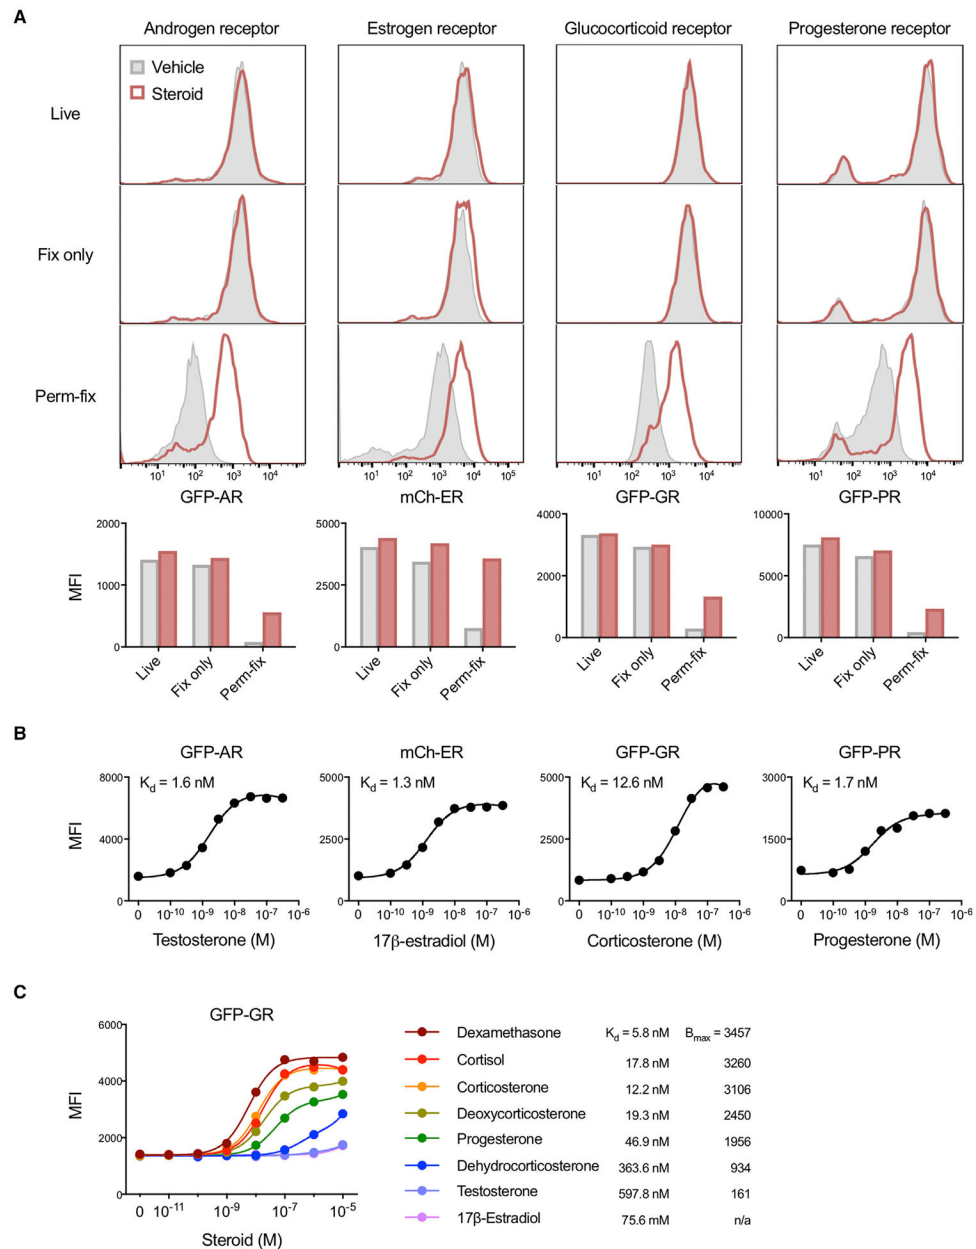 A
Androgen receptor
Estrogen receptor
Glucocorticoid receptor
Progesterone receptor
Vehicle
Steroid
Live
Fix only
Perm-fix
10¹ 10² 10³ 10⁴
10¹ 10² 10³ 10⁴ 10⁵
10¹ 10² 10³ 10⁴
10¹ 10² 10³ 10⁴
GFP-AR
mCh-ER
GFP-GR
GFP-PR
MFI
2000
1000
0
Live
Fix only
Perm-fix
5000
2500
0
Live
Fix only
Perm-fix
4000
2000
0
Live
Fix only
Perm-fix
10000
5000
0
Live
Fix only
Perm-fix
B
GFP-AR
Kd = 1.6 nM
MFI
8000
4000
0
0 10⁻¹⁰ 10⁻⁹ 10⁻⁸ 10⁻⁷ 10⁻⁶
Testosterone (M)
mCh-ER
Kd = 1.3 nM
5000
2500
0
0 10⁻¹⁰ 10⁻⁹ 10⁻⁸ 10⁻⁷ 10⁻⁶
17β-estradiol (M)
GFP-GR
Kd = 12.6 nM
5000
2500
0
0 10⁻¹⁰ 10⁻⁹ 10⁻⁸ 10⁻⁷ 10⁻⁶
Corticosterone (M)
GFP-PR
Kd = 1.7 nM
3000
1500
0
0 10⁻¹⁰ 10⁻⁹ 10⁻⁸ 10⁻⁷ 10⁻⁶
Progesterone (M)
C
GFP-GR
MFI
6000
4000
2000
0
0 10⁻¹¹ 10⁻⁹ 10⁻⁷ 10⁻⁵
Steroid (M)
Dexamethasone Kd = 5.8 nM Bmax = 3457
Cortisol 17.8 nM 3260
Corticosterone 12.2 nM 3106
Deoxycorticosterone 19.3 nM 2450
Progesterone 46.9 nM 1956
Dehydrocorticosterone 363.6 nM 934
Testosterone 597.8 nM 161
17β-Estradiol 75.6 mM n/a